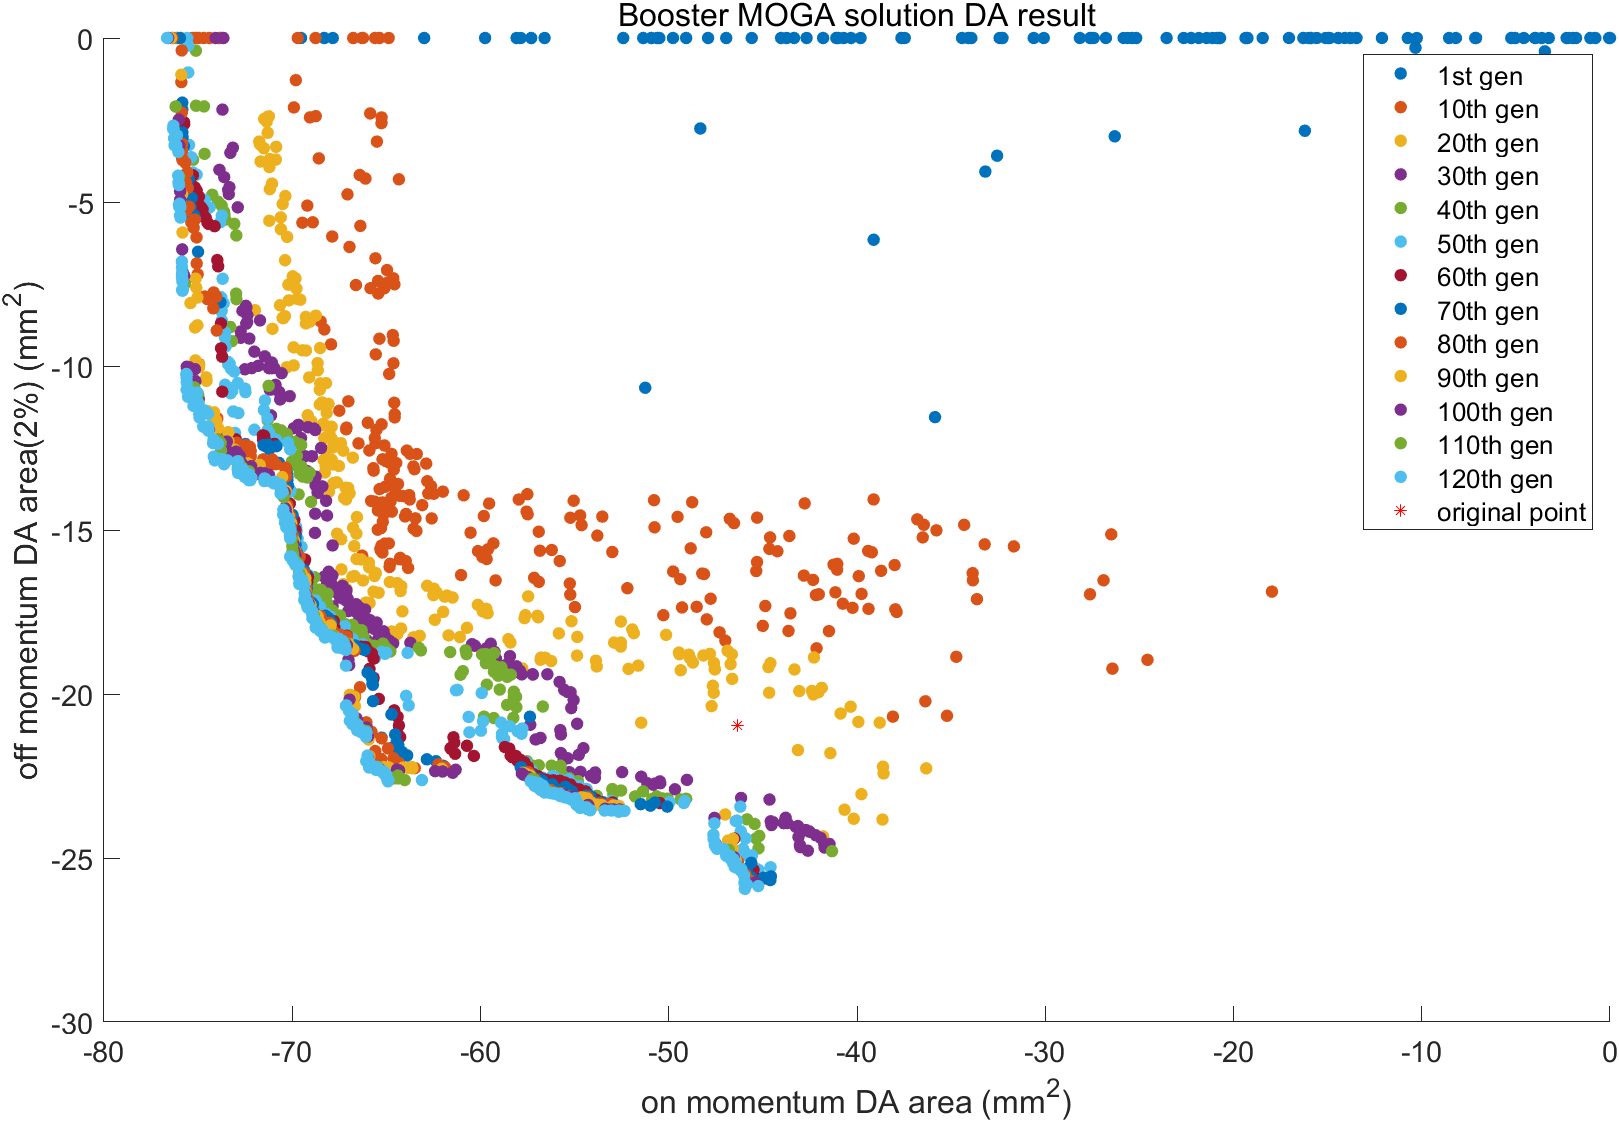 Booster MOGA solution DA result
0
-5
-10
-15
-20
-25
-30
off momentum DA area(2%) (mm²)
1st gen
10th gen
20th gen
30th gen
40th gen
50th gen
60th gen
70th gen
80th gen
90th gen
100th gen
110th gen
120th gen
original point
-80 -70 -60 -50 -40 -30 -20 -10 0
on momentum DA area (mm²)